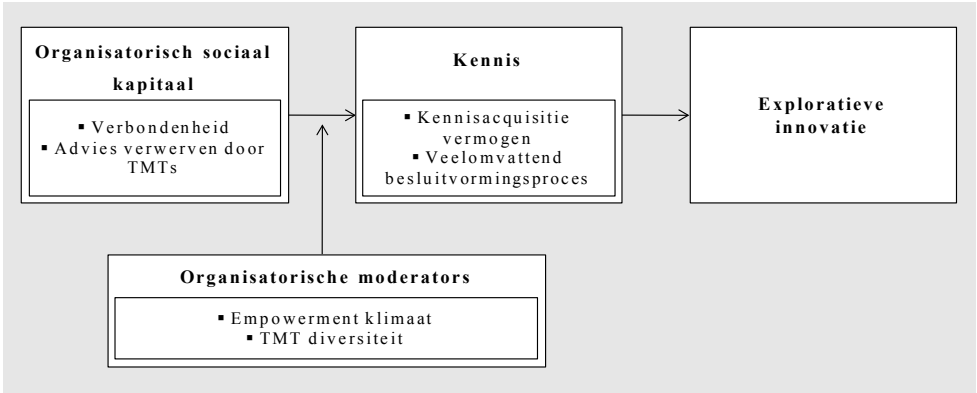 Organisatorisch sociaal
kapitaal
▪ Verbondenheid
▪ Advies verwerven door
TMTs
Kennis
▪ Kennisacquisitie
vermogen
▪ Veelomvattend
besluitvormingsproces
Exploratieve
innovatie
Organisatorische moderators
▪ Empowerment klimaat
▪ TMT diversiteit